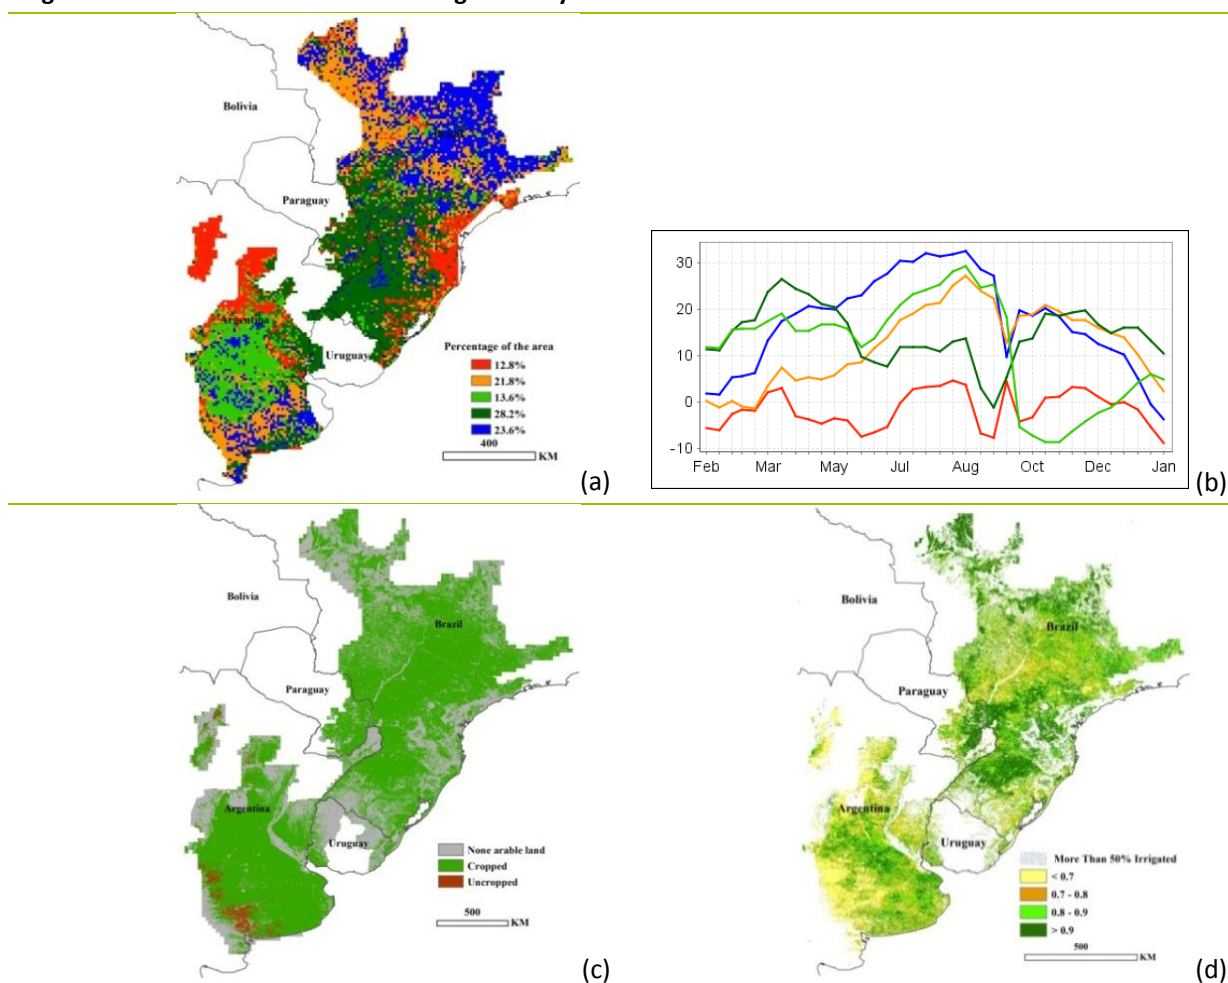 Bolivia
Paraguay
Argentina
Uruguay
Percentage of the area
12.8%
21.8%
13.6%
28.2%
23.6%
400
KM
(a)
30
20
10
0
-10
Feb Mar May Jul Aug Oct Dec Jan
(b)
Bolivia
Brazil
Paraguay
Argentina
Uruguay
None arable land
Cropped
Uncropped
500
KM
(c)
Bolivia
Brazil
Paraguay
Argentina
Uruguay
More Than 50% Irrigated
< 0.7
0.7 - 0.8
0.8 - 0.9
> 0.9
500
KM
(d)